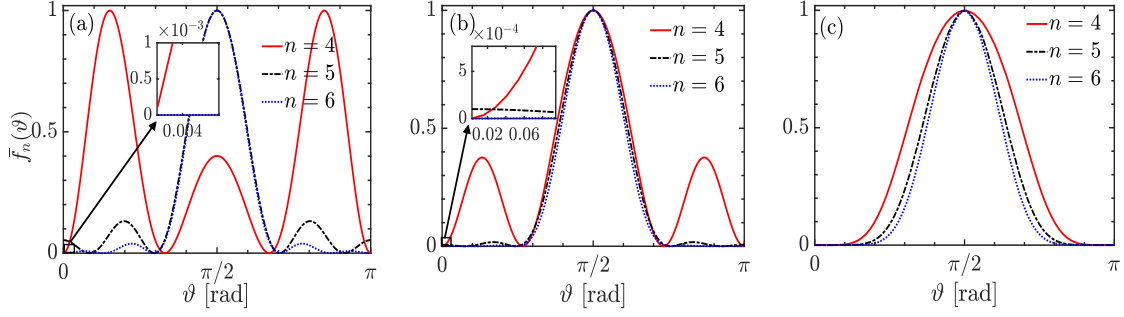 (a)
×10⁻³
1
0.5
0
0.004
n = 4
n = 5
n = 6
1
0.5
0
f̄ₙ(ϑ)
0
π/2
π
ϑ [rad]
(b)
×10⁻⁴
5
0
0.02 0.06
n = 4
n = 5
n = 6
1
0.5
0
0
π/2
π
ϑ [rad]
(c)
n = 4
n = 5
n = 6
1
0.5
0
0
π/2
π
ϑ [rad]